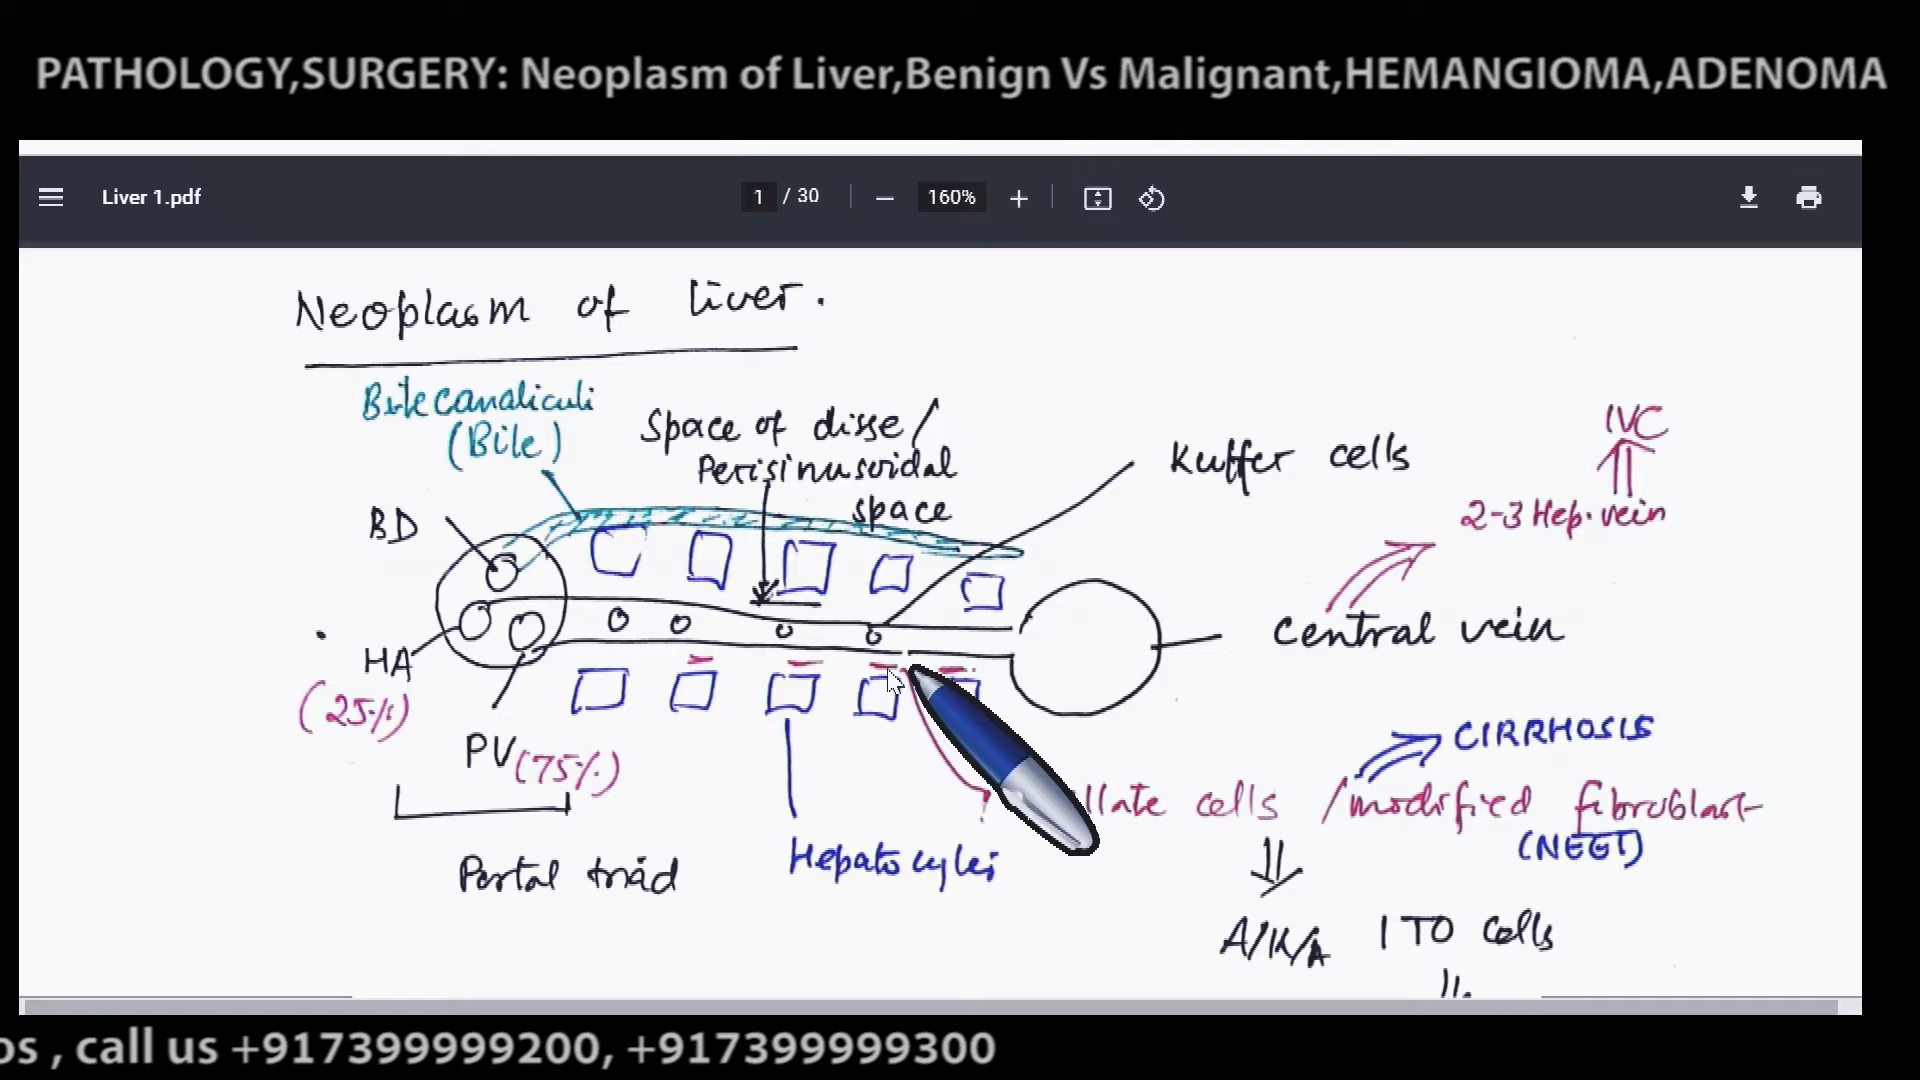 PATHOLOGY,SURGERY: Neoplasm of Liver,Benign Vs Malignant,HEMANGIOMA,ADENOMA
Liver 1.pdf
1 / 30
160%
Neoplasm of liver.
Bile canaliculi
(Bile)
Space of disse /
Perisinusoidal
space
Kuffer cells
IVC
2-3 Hep. vein
BD
Central vein
HA
(25%)
PV (75%)
CIRRHOSIS
llate cells / modified fibroblast
(NEET)
Hepatocytes
Portal triad
A/K/A ITO cells
os , call us +917399999200, +917399999300